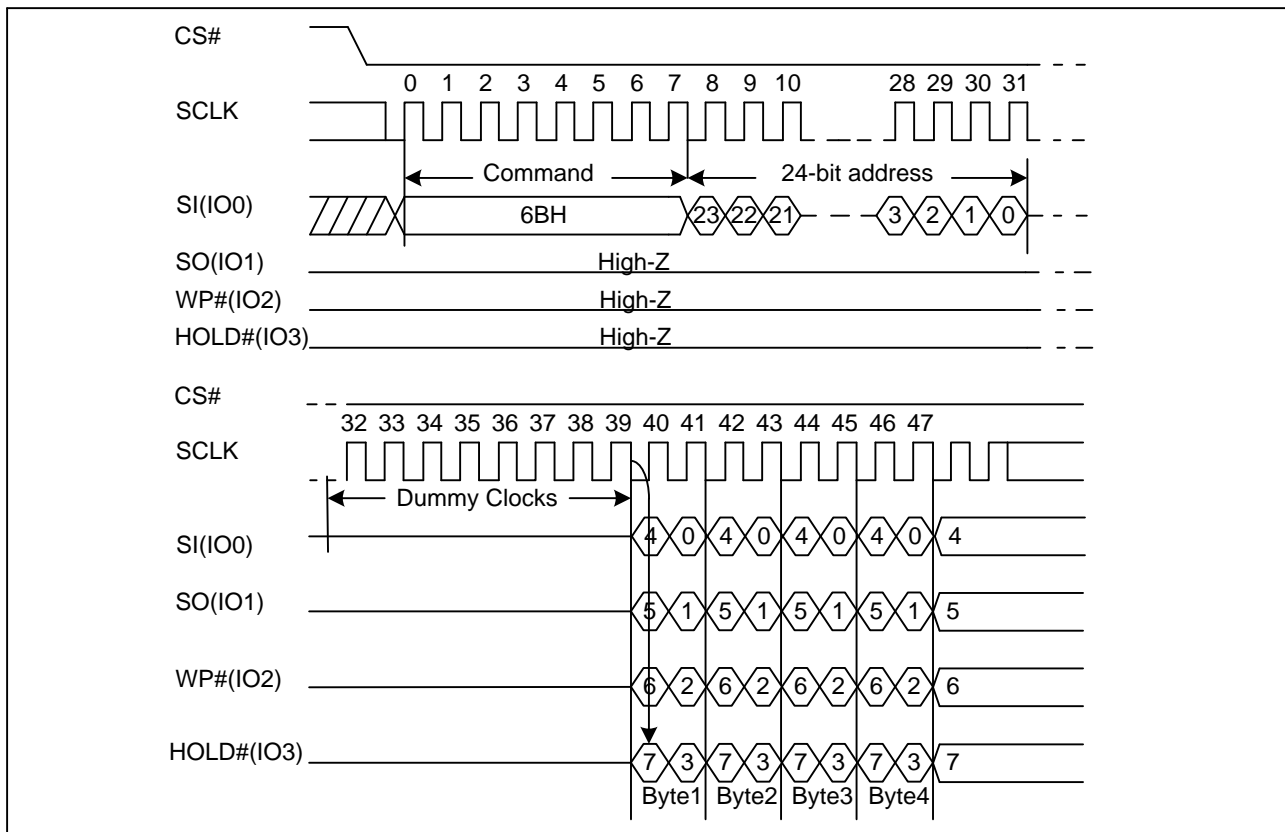 CS#
0 1 2 3 4 5 6 7 8 9 10 28 29 30 31
SCLK
Command 24-bit address
SI(IO0) 6BH 23 22 21 3 2 1 0
SO(IO1) High-Z
WP#(IO2) High-Z
HOLD#(IO3) High-Z
CS#
32 33 34 35 36 37 38 39 40 41 42 43 44 45 46 47
SCLK
Dummy Clocks
SI(IO0) 4 0 4 0 4 0 4 0 4
SO(IO1) 5 1 5 1 5 1 5 1 5
WP#(IO2) 6 2 6 2 6 2 6 2 6
HOLD#(IO3) 7 3 7 3 7 3 7 3 7
Byte1 Byte2 Byte3 Byte4